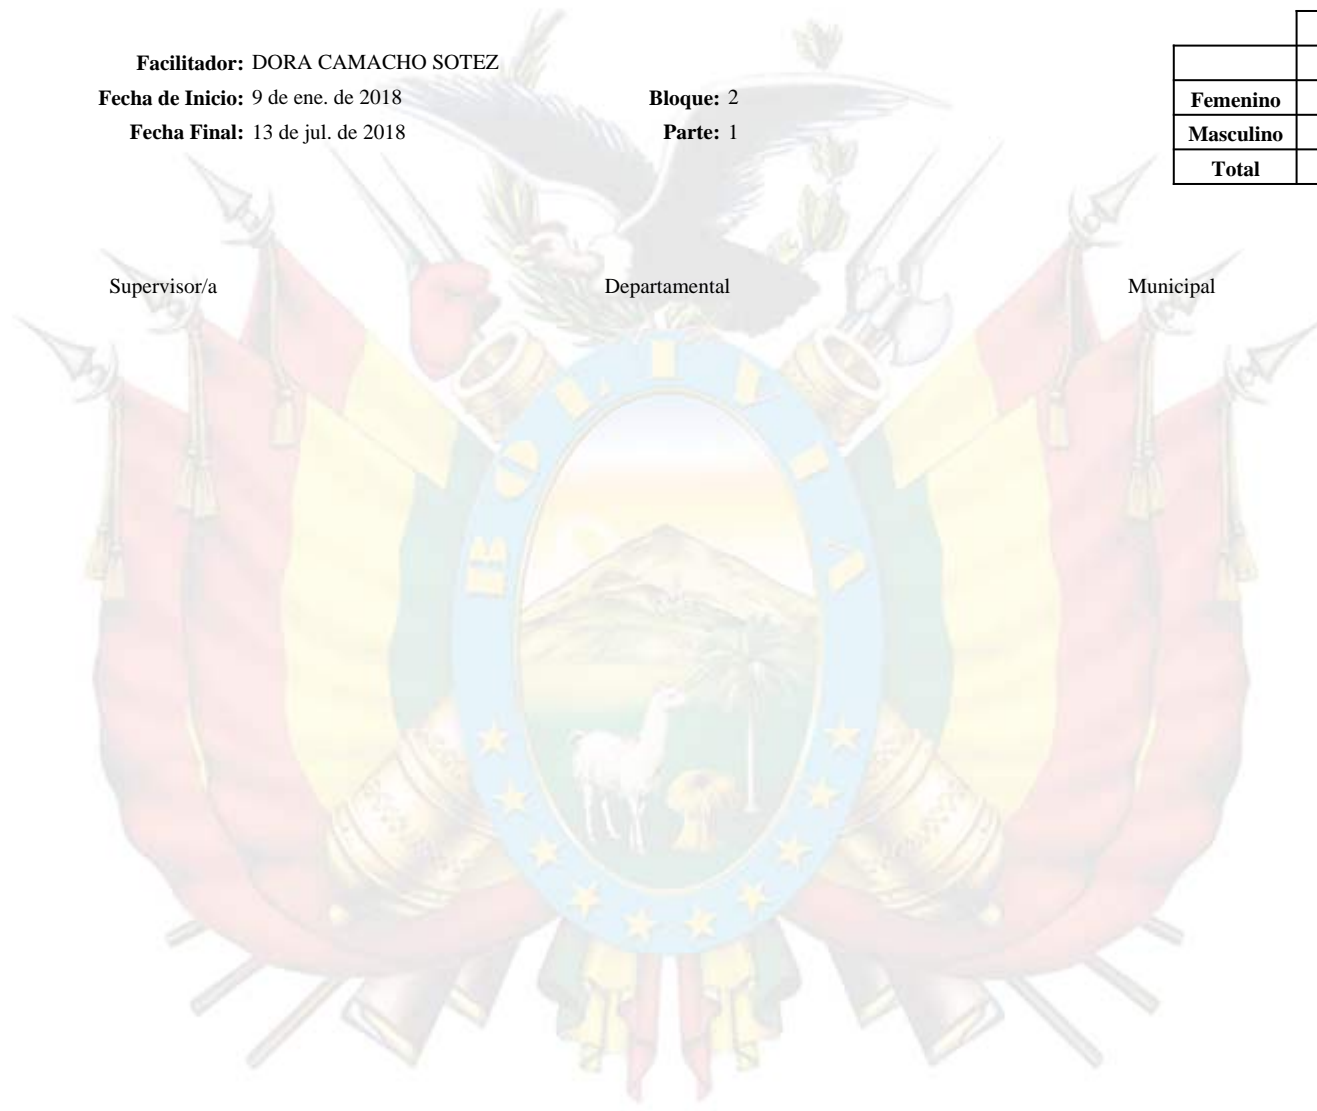 Facilitador: DORA CAMACHO SOTEZ
Fecha de Inicio: 9 de ene. de 2018 Bloque: 2
Fecha Final: 13 de jul. de 2018 Parte: 1
Femenino
Masculino
Total
Supervisor/a Departamental Municipal
BOLIVIA